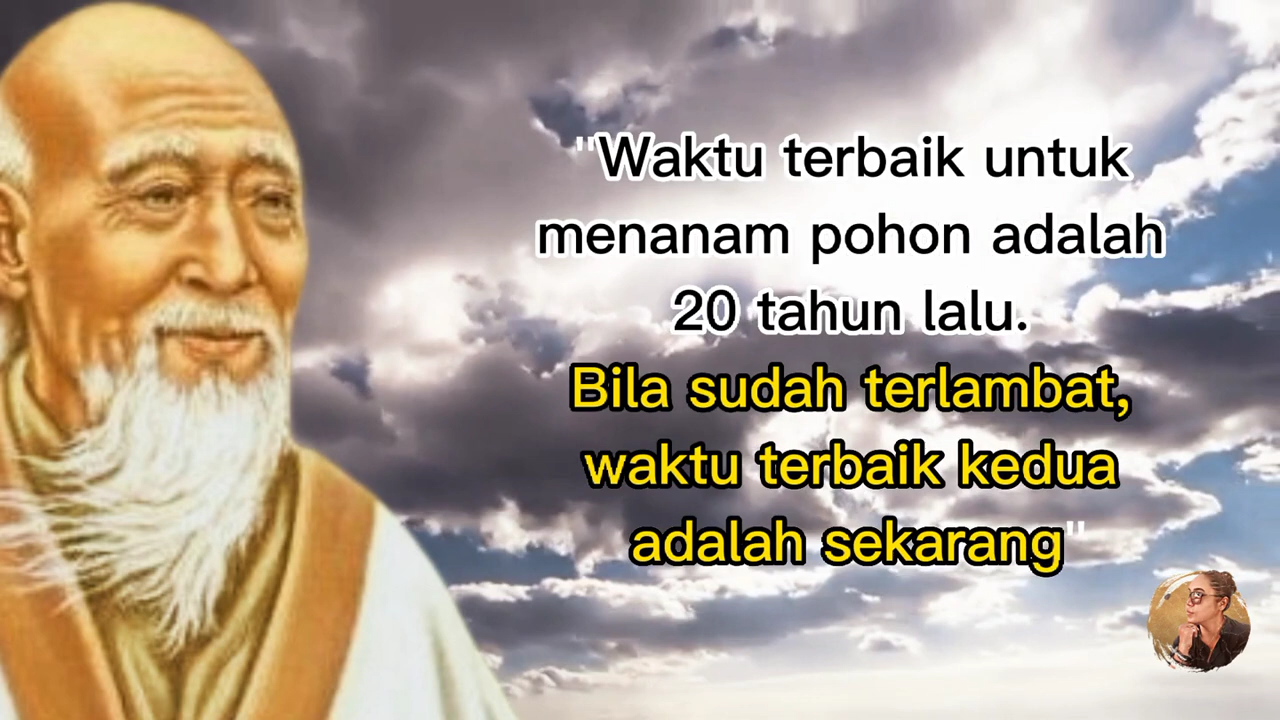 "Waktu terbaik untuk
menanam pohon adalah
20 tahun lalu.
Bila sudah terlambat,
waktu terbaik kedua
adalah sekarang"